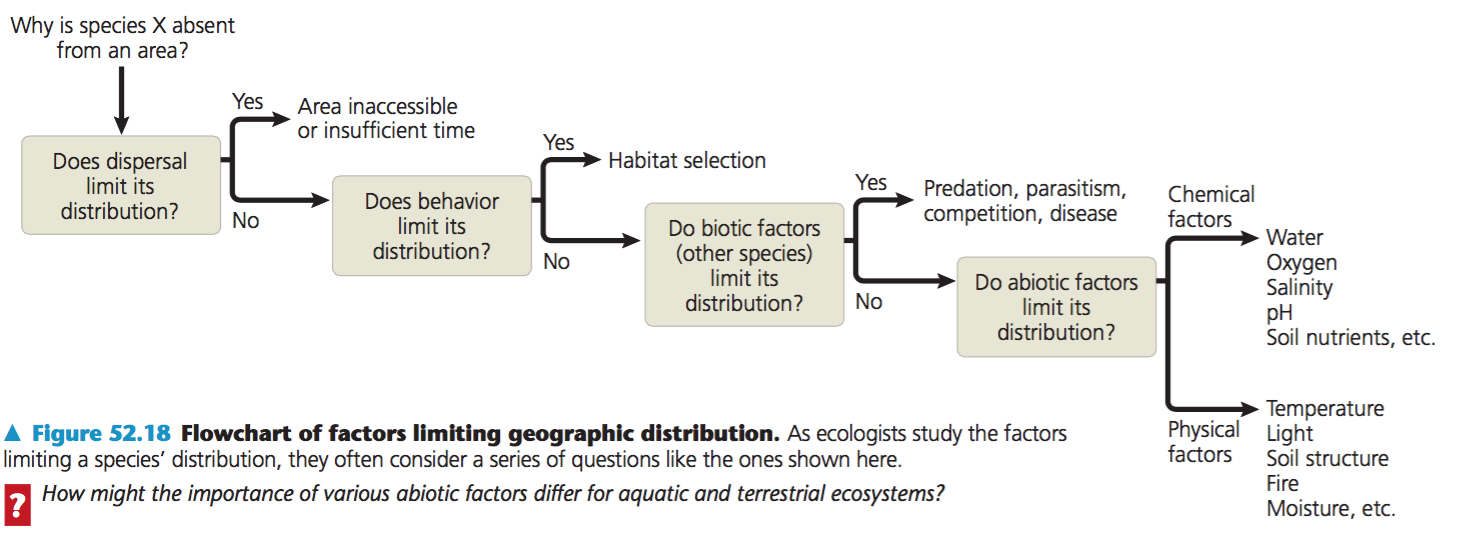 Why is species X absent
from an area?
Does dispersal
limit its
distribution?
Yes
Area inaccessible
or insufficient time
No
Does behavior
limit its
distribution?
Yes
Habitat selection
No
Do biotic factors
(other species)
limit its
distribution?
Yes
Predation, parasitism,
competition, disease
No
Do abiotic factors
limit its
distribution?
Chemical
factors
Water
Oxygen
Salinity
pH
Soil nutrients, etc.
Physical
factors
Temperature
Light
Soil structure
Fire
Moisture, etc.
▲ Figure 52.18 Flowchart of factors limiting geographic distribution. As ecologists study the factors
limiting a species’ distribution, they often consider a series of questions like the ones shown here.
? How might the importance of various abiotic factors differ for aquatic and terrestrial ecosystems?